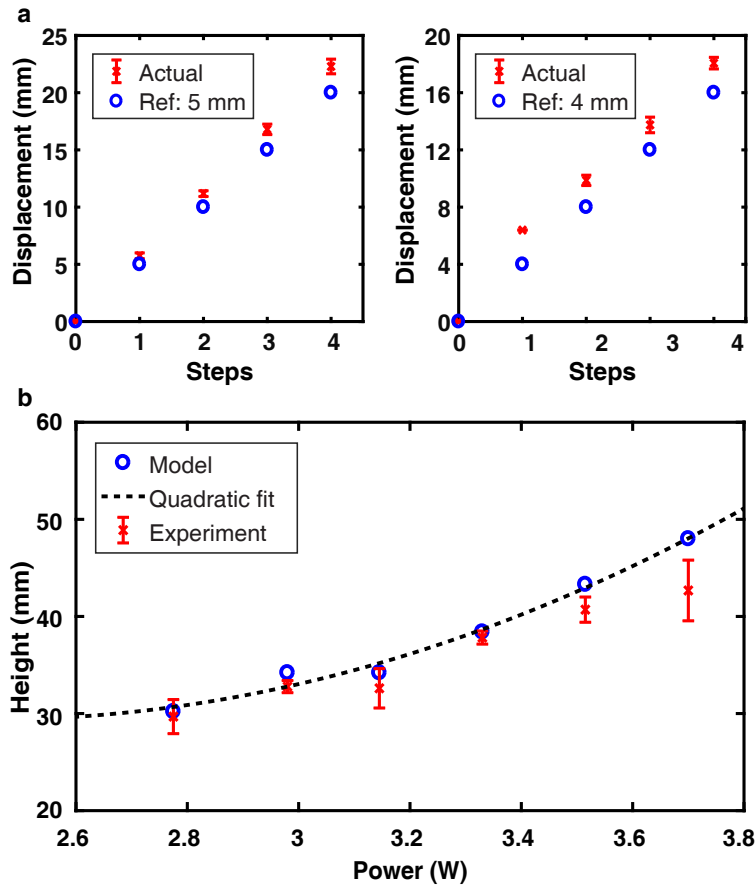 a
25
20
15
10
5
0
Displacement (mm)
Actual
Ref: 5 mm
0 1 2 3 4
Steps
20
16
12
8
4
0
Displacement (mm)
Actual
Ref: 4 mm
0 1 2 3 4
Steps
b
60
50
40
30
20
Height (mm)
Model
Quadratic fit
Experiment
2.6 2.8 3 3.2 3.4 3.6 3.8
Power (W)